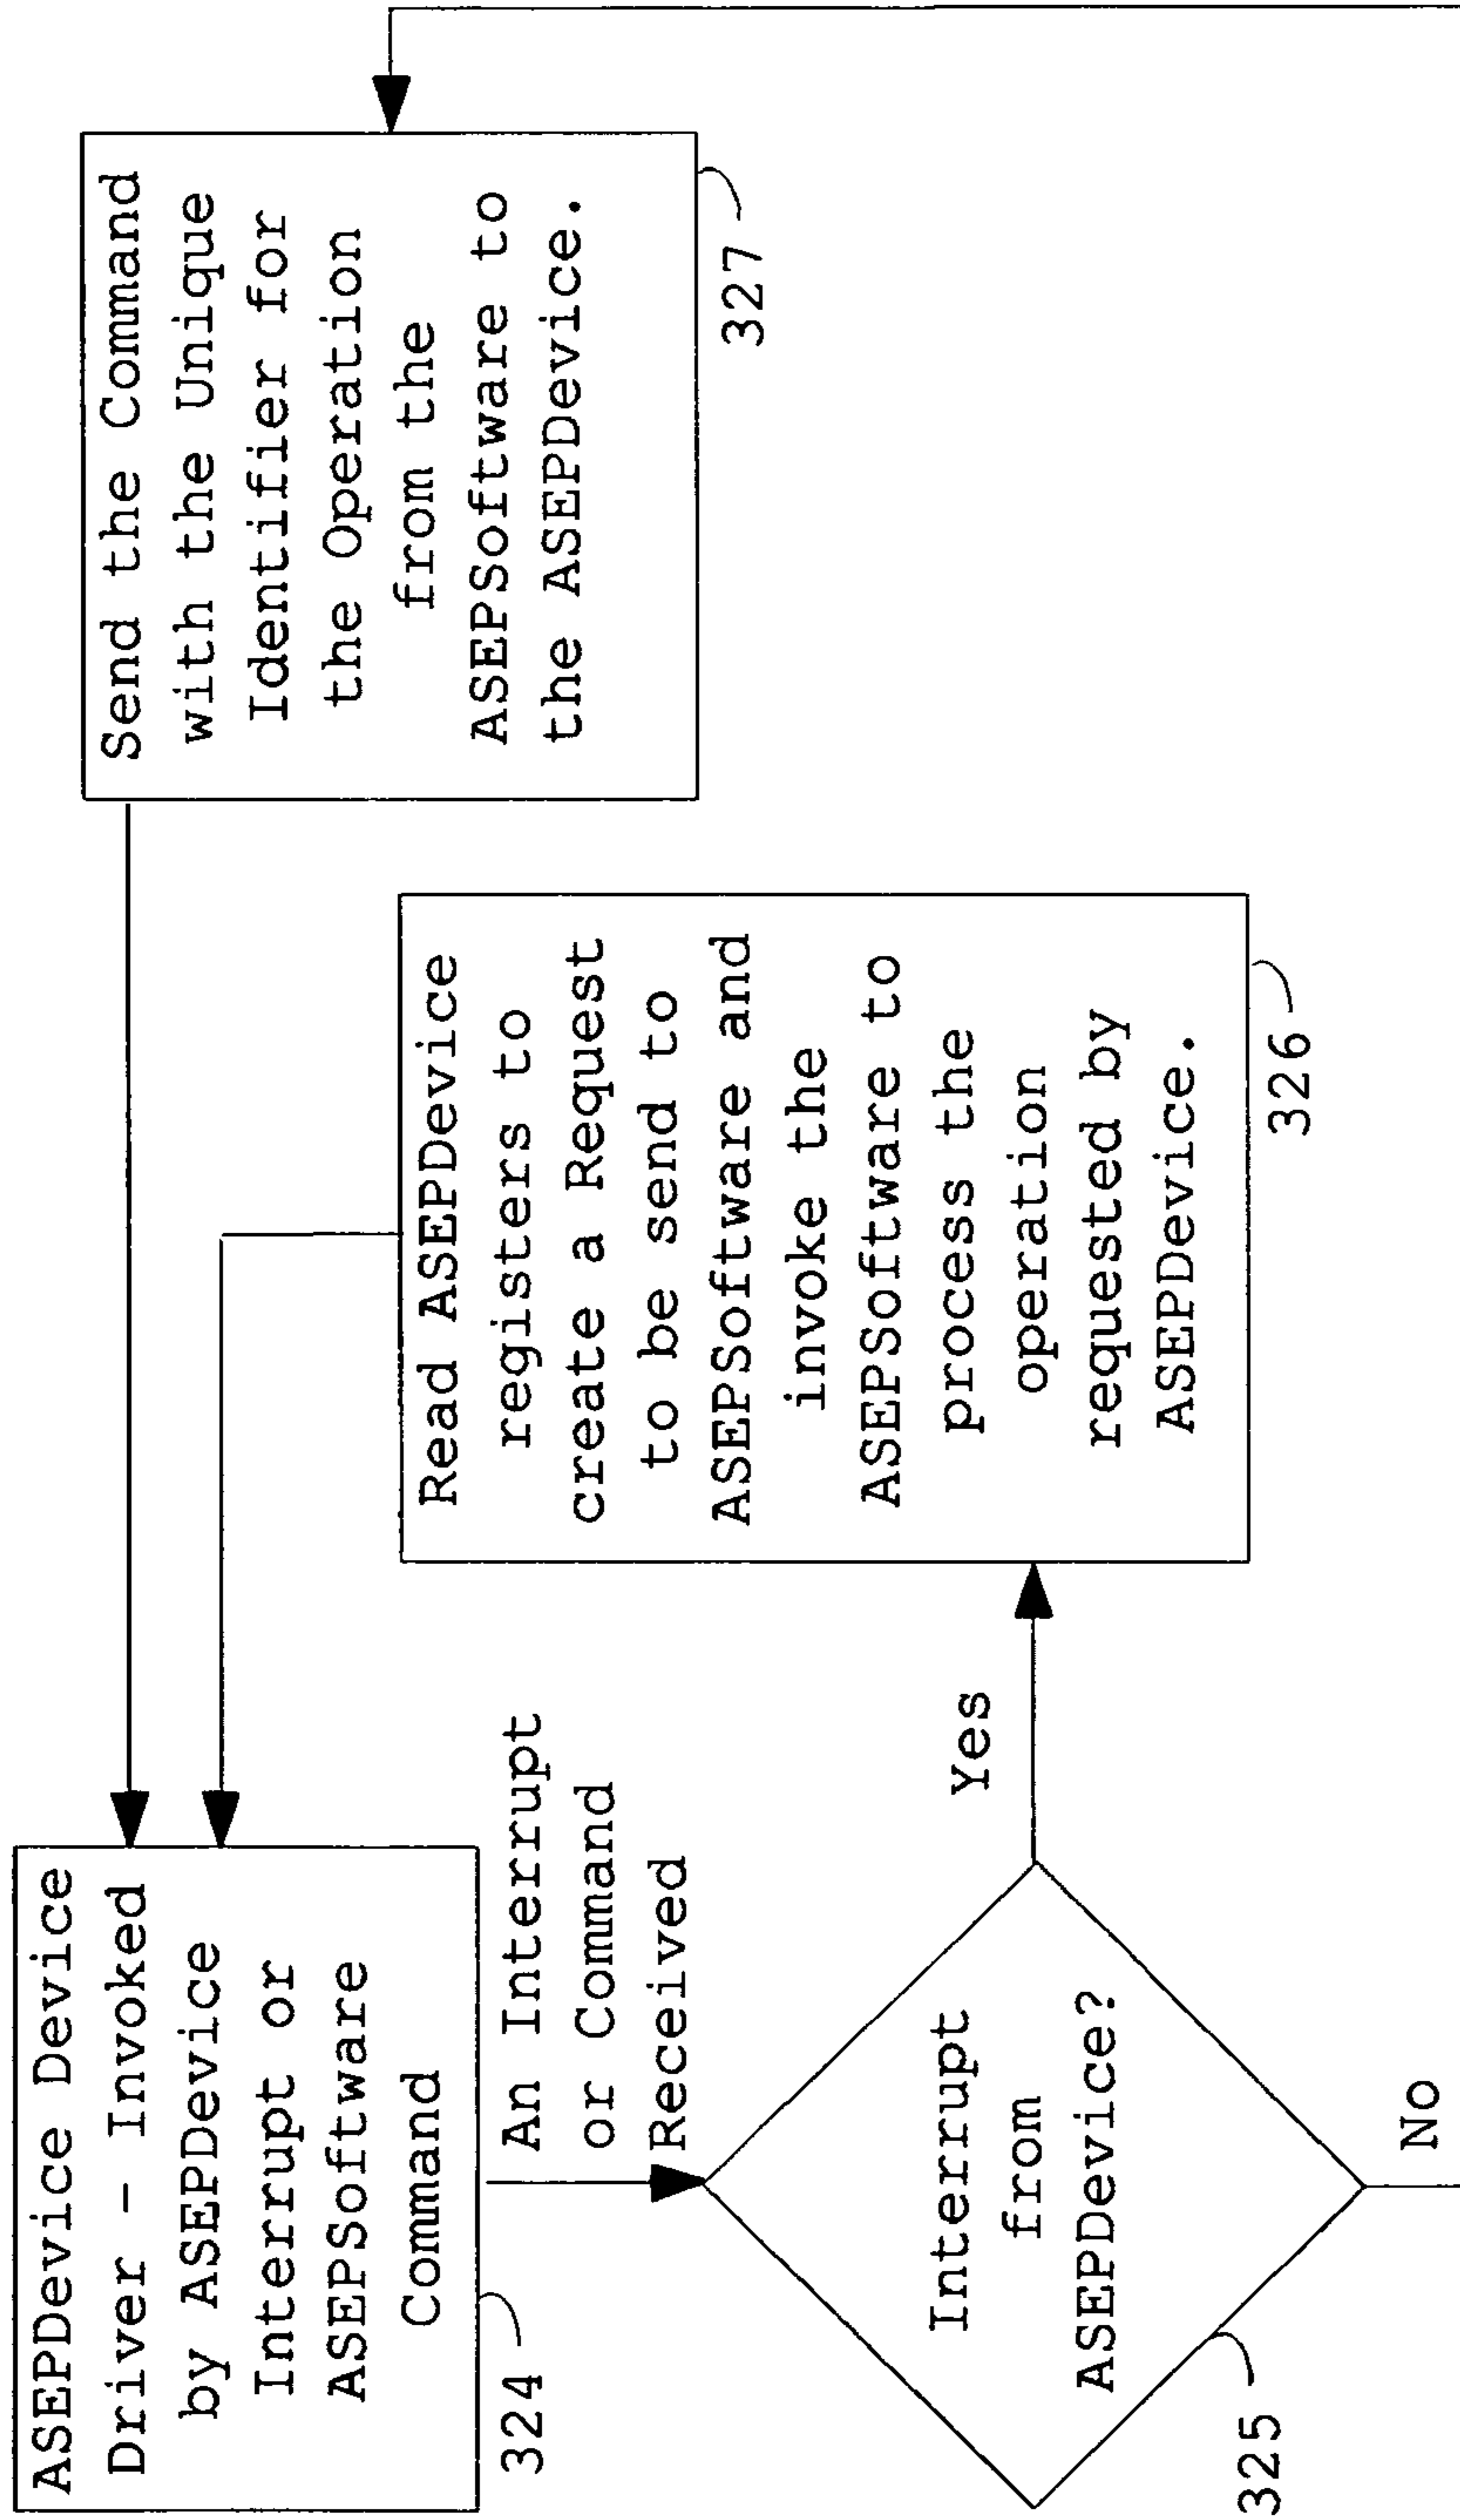 ASEPDevice Device
Driver - Invoked
by ASEPDevice
Interrupt or
ASEPSoftware
Command
324
An Interrupt
or Command
Received
Interrupt
from
ASEPDevice?
325
Yes
No
Read ASEPDevice
registers to
create a Request
to be send to
ASEPSoftware and
invoke the
ASEPSoftware to
process the
operation
requested by
ASEPDevice.
326
Send the Command
with the Unique
Identifier for
the Operation
from the
ASEPSoftware to
the ASEPDevice.
327